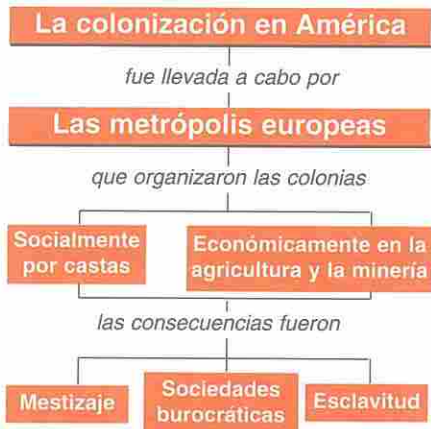 La colonización en América
fue llevada a cabo por
Las metrópolis europeas
que organizaron las colonias
Socialmente
por castas
Económicamente en la
agricultura y la minería
las consecuencias fueron
Mestizaje
Sociedades
burocráticas
Esclavitud